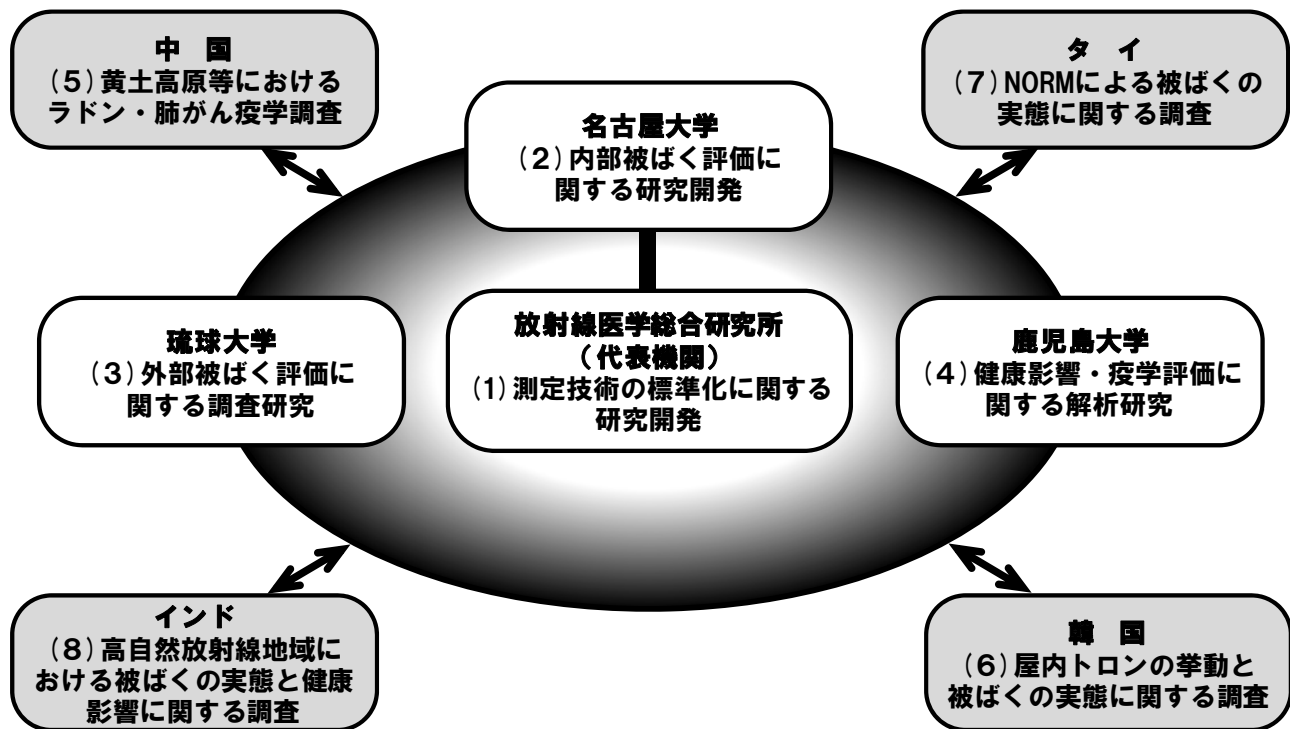 中 国
(5)黄土高原等における
ラドン・肺がん疫学調査
タ イ
(7)NORMによる被ばくの
実態に関する調査
名古屋大学
(2)内部被ばく評価に
関する研究開発
琉球大学
(3)外部被ばく評価に
関する調査研究
放射線医学総合研究所
(代表機関)
(1)測定技術の標準化に関する
研究開発
鹿児島大学
(4)健康影響・疫学評価に
関する解析研究
インド
(8)高自然放射線地域に
おける被ばくの実態と健康
影響に関する調査
韓 国
(6)屋内トロンの挙動と
被ばくの実態に関する調査